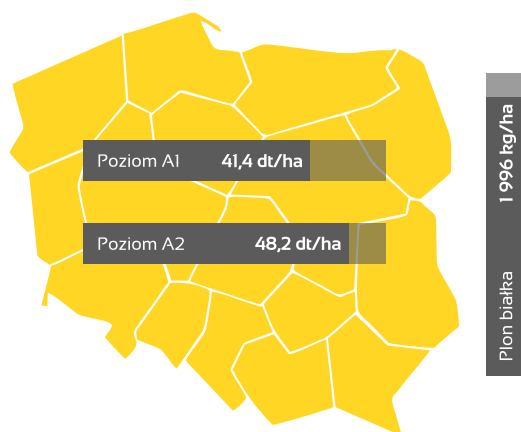 Poziom A1 41,4 dt/ha
Poziom A2 48,2 dt/ha
Plon białka 1 996 kg/ha